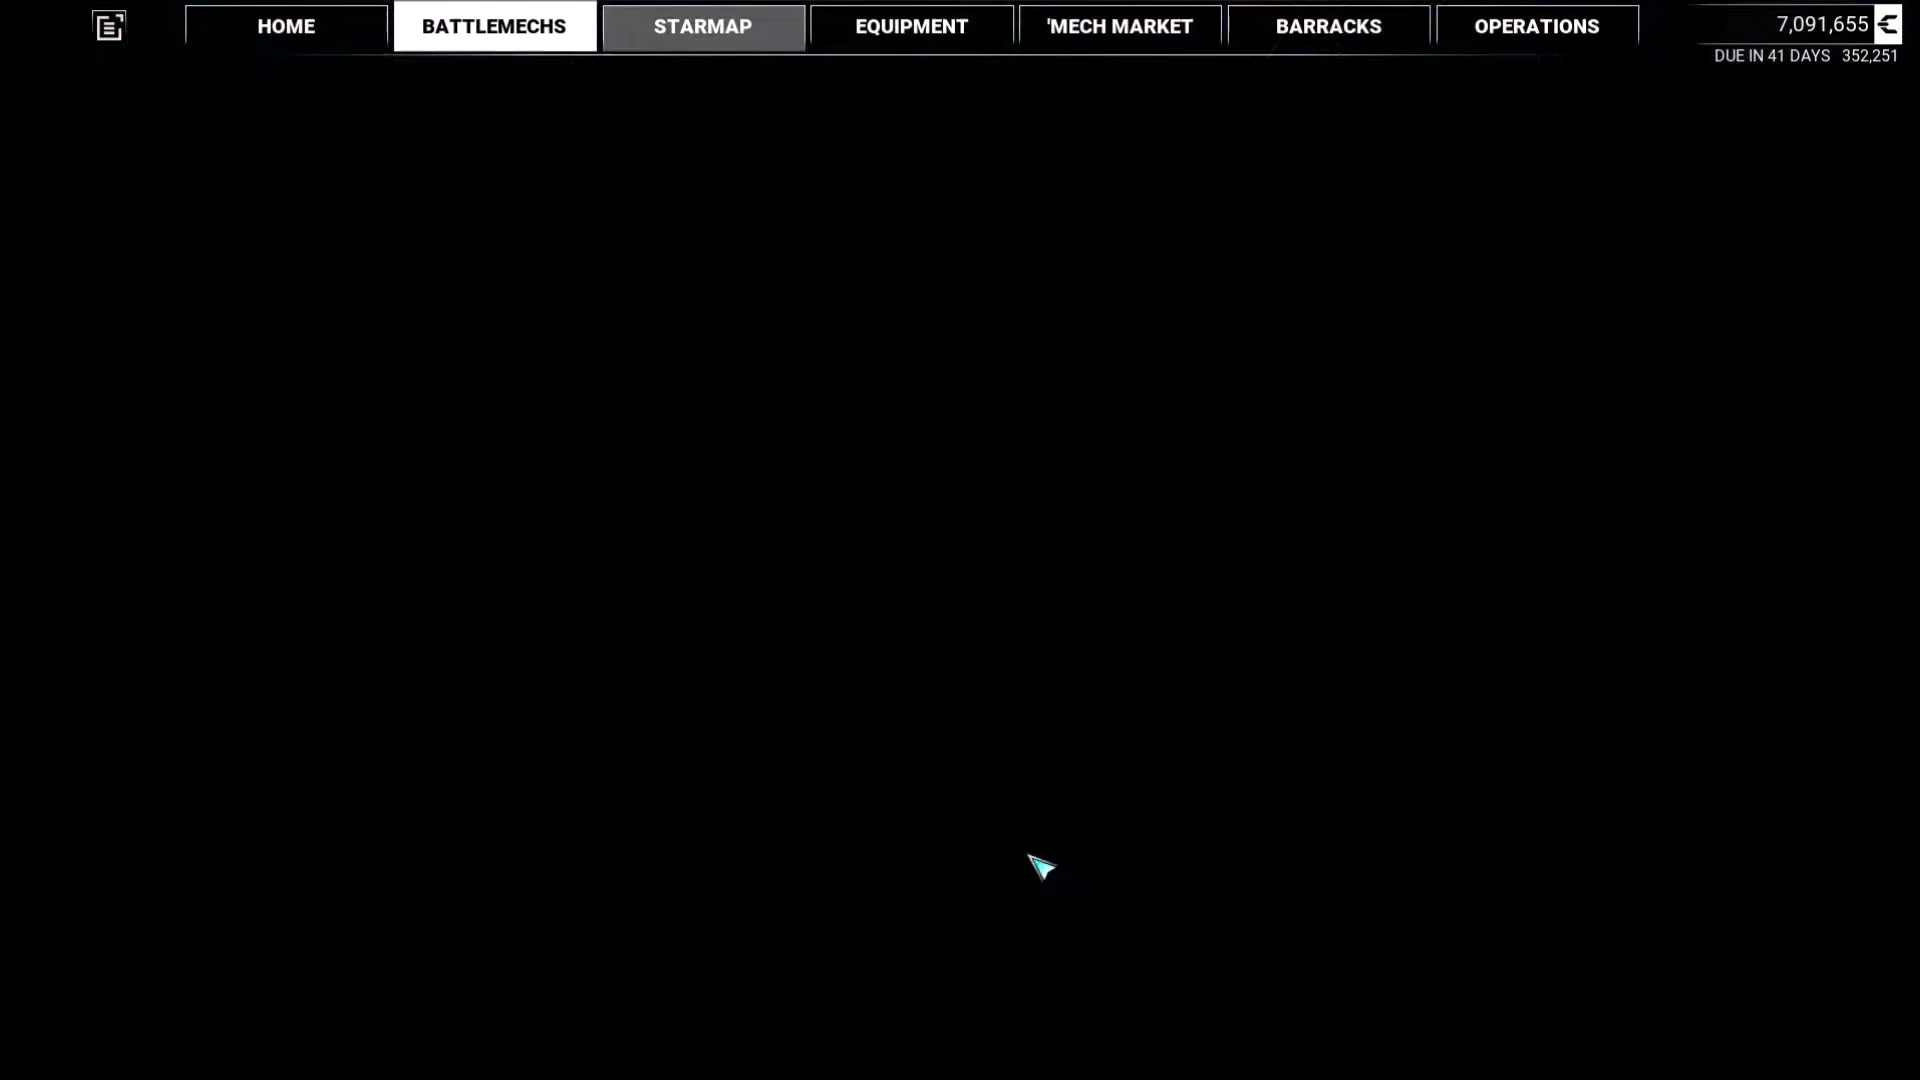 HOME
BATTLEMECHS
STARMAP
EQUIPMENT
'MECH MARKET
BARRACKS
OPERATIONS
7,091,655
DUE IN 41 DAYS 352,251